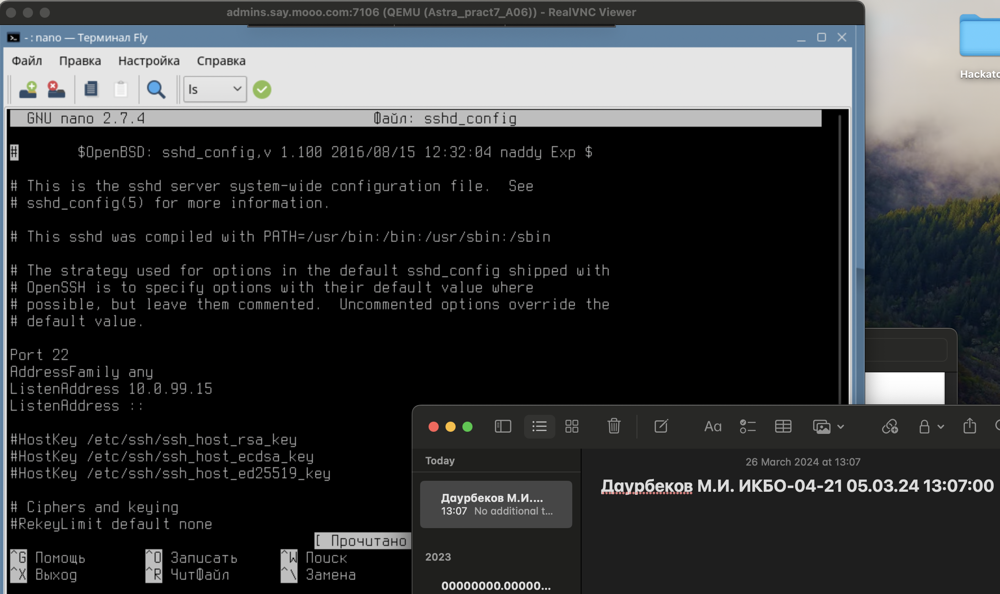 admins.say.mooo.com:7106 (QEMU (Astra_pract7_A06)) - RealVNC Viewer
- : nano — Терминал Fly
Файл Правка Настройка Справка
ls
GNU nano 2.7.4 Файл: sshd_config
# $OpenBSD: sshd_config,v 1.100 2016/08/15 12:32:04 naddy Exp $
# This is the sshd server system-wide configuration file. See
# sshd_config(5) for more information.
# This sshd was compiled with PATH=/usr/bin:/bin:/usr/sbin:/sbin
# The strategy used for options in the default sshd_config shipped with
# OpenSSH is to specify options with their default value where
# possible, but leave them commented. Uncommented options override the
# default value.
Port 22
AddressFamily any
ListenAddress 10.0.99.15
ListenAddress ::
#HostKey /etc/ssh/ssh_host_rsa_key
#HostKey /etc/ssh/ssh_host_ecdsa_key
#HostKey /etc/ssh/ssh_host_ed25519_key
# Ciphers and keying
#RekeyLimit default none
[ Прочитано
^G Помощь ^O Записать ^W Поиск
^X Выход ^R ЧитФайл ^\ Замена
Hackato
Aa
Today
Даурбеков М.И....
13:07 No additional t...
2023
00000000.00000...
26 March 2024 at 13:07
Даурбеков М.И. ИКБО-04-21 05.03.24 13:07:00